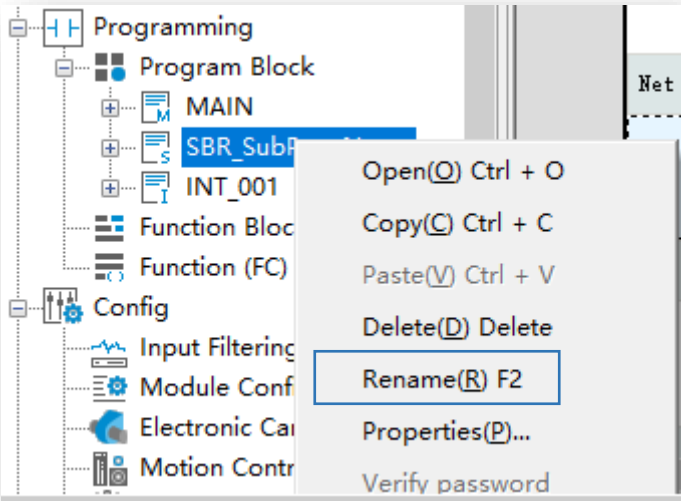 Programming
Program Block
MAIN
SBR_SubP
INT_001
Function Bloc
Function (FC)
Config
Input Filtering
Module Conf
Electronic Ca
Motion Contr
Net
Open(O) Ctrl + O
Copy(C) Ctrl + C
Paste(V) Ctrl + V
Delete(D) Delete
Rename(R) F2
Properties(P)...
Verify password